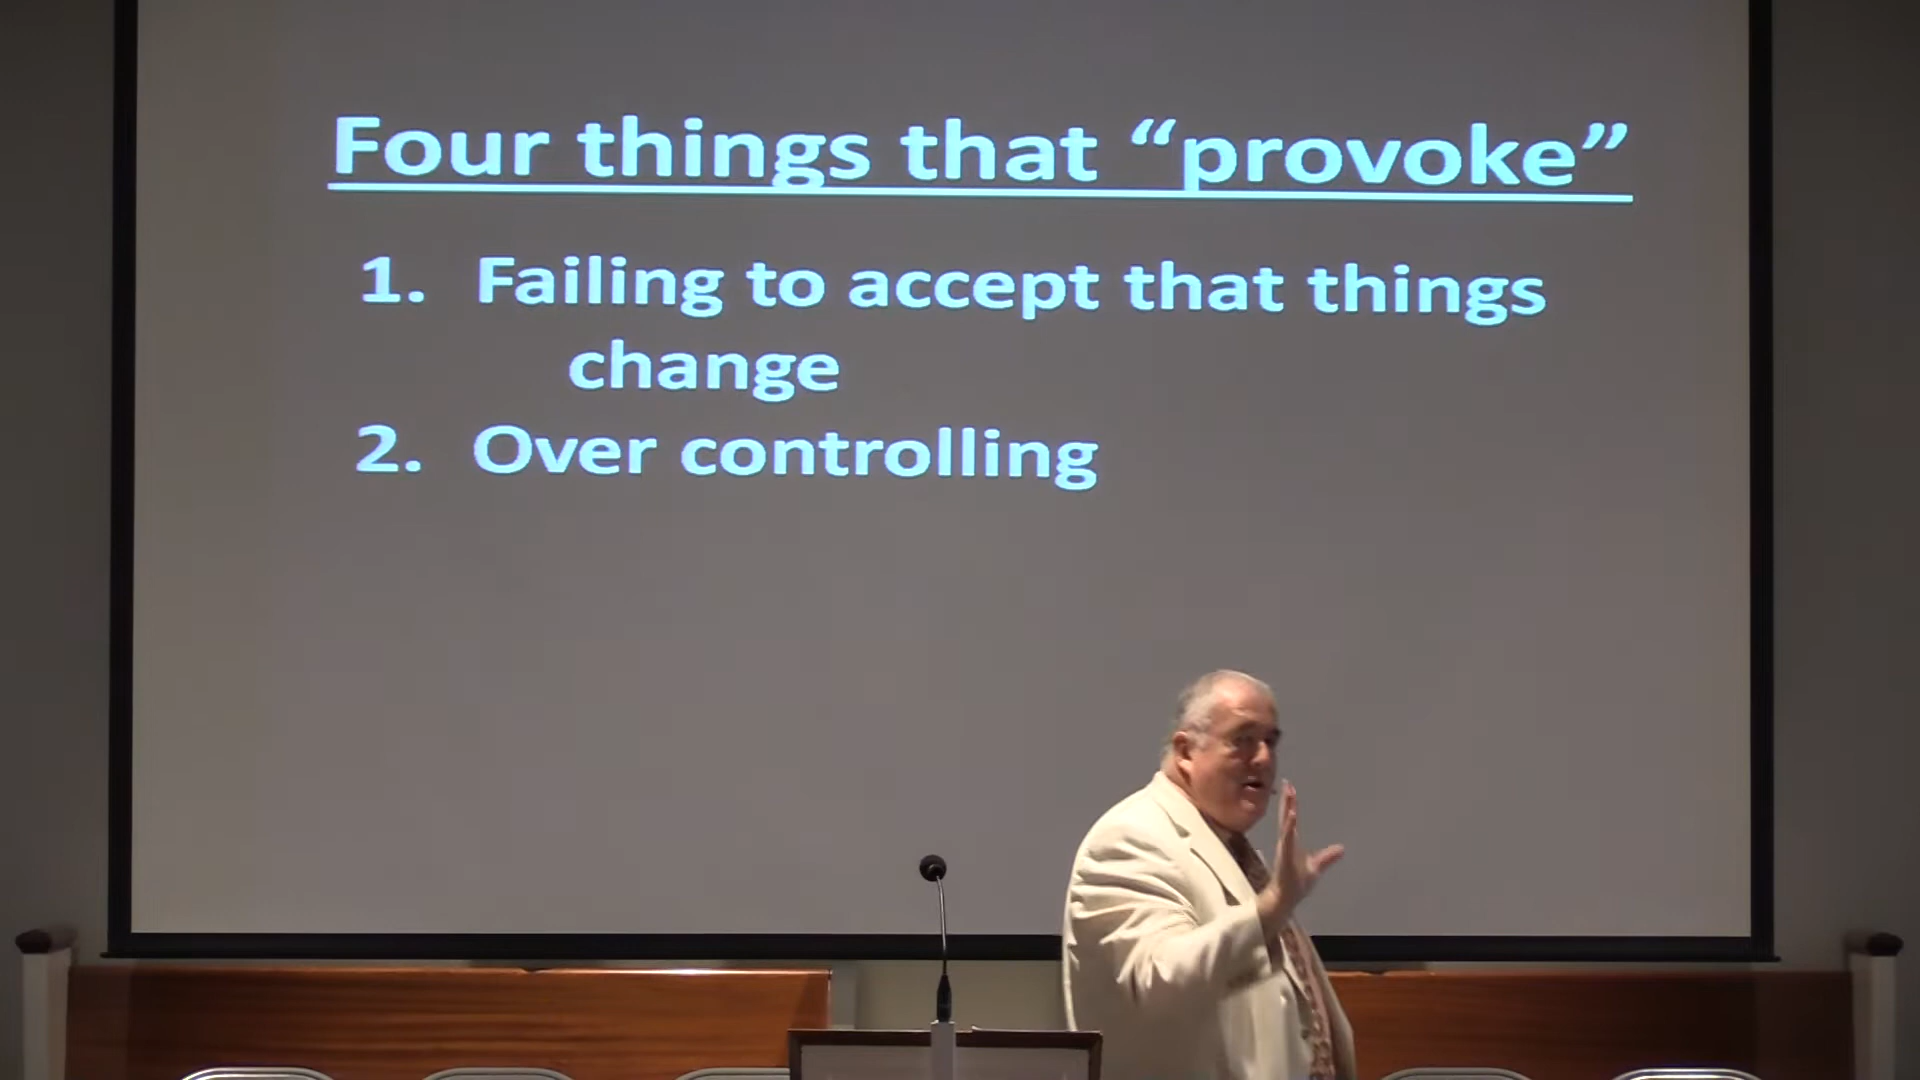 Four things that “provoke”
1. Failing to accept that things
change
2. Over controlling